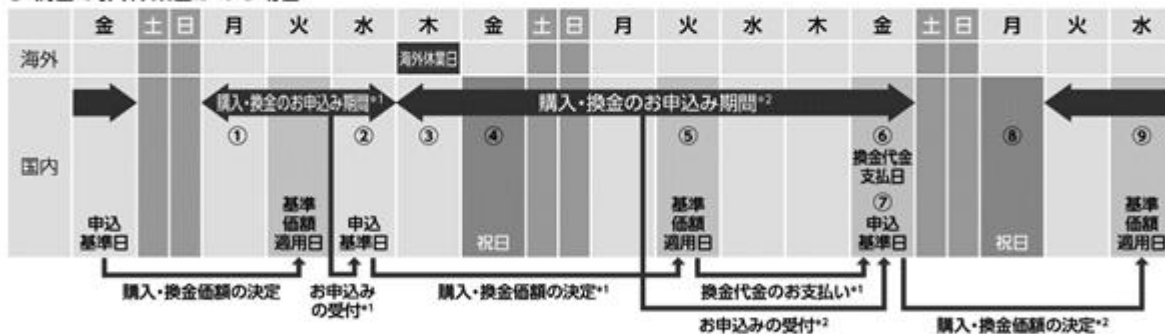 金 土 日 月 火 水 木 金 土 日 月 火 水 木 金 土 日 月 火 水
海外 海外休業日
購入・換金のお申込み期間*1 購入・換金のお申込み期間*2
① ② ③ ④ ⑤ ⑥ ⑧ ⑨
国内
換金代金
支払日
⑦
申込
基準日
基準
価額
適用日
申込
基準日
祝日
基準
価額
適用日
申込
基準日
祝日
基準
価額
適用日
購入・換金価額の決定
お申込み
の受付*1
購入・換金価額の決定*1
換金代金のお支払い*1
お申込みの受付*2
購入・換金価額の決定*2